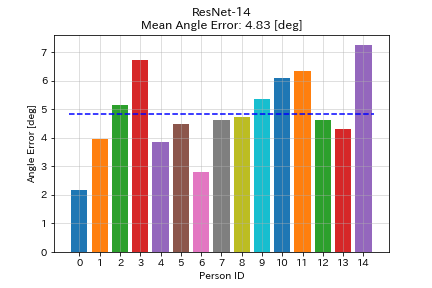 ResNet-14
Mean Angle Error: 4.83 [deg]
Angle Error [deg]
7
6
5
4
3
2
1
0
0 1 2 3 4 5 6 7 8 9 10 11 12 13 14
Person ID